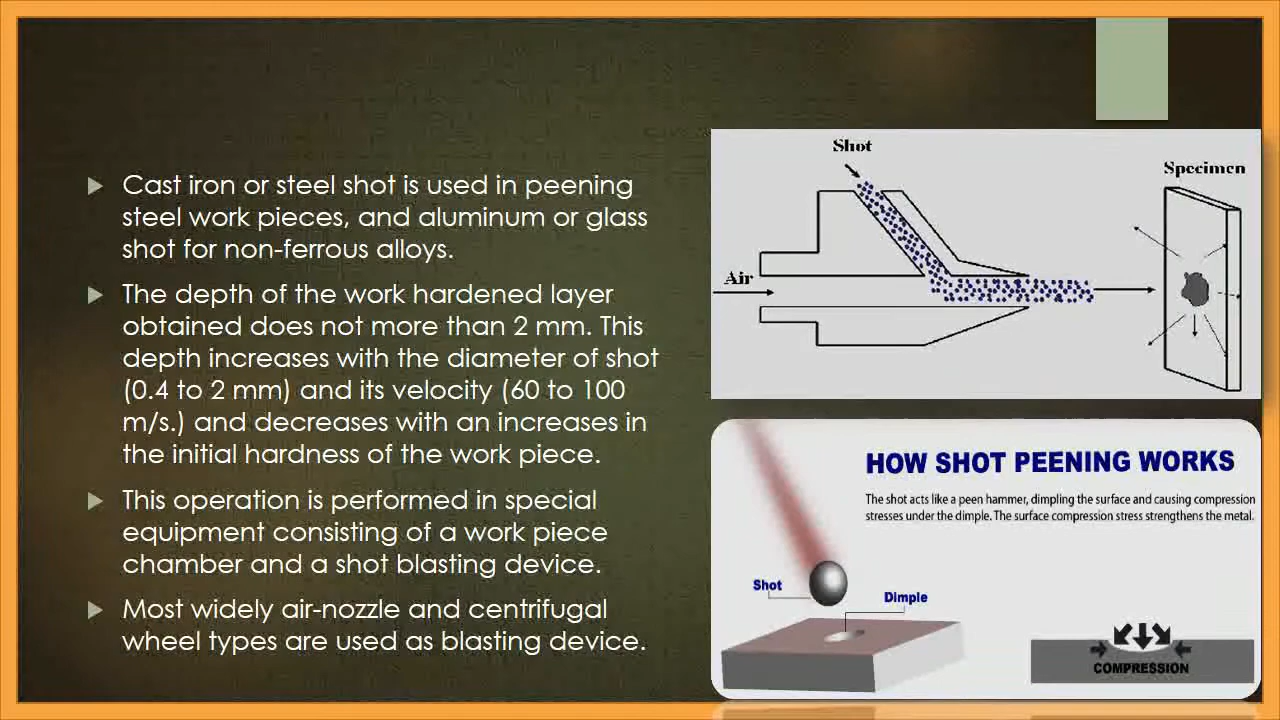 Cast iron or steel shot is used in peening
steel work pieces, and aluminum or glass
shot for non-ferrous alloys.
The depth of the work hardened layer
obtained does not more than 2 mm. This
depth increases with the diameter of shot
(0.4 to 2 mm) and its velocity (60 to 100
m/s.) and decreases with an increases in
the initial hardness of the work piece.
This operation is performed in special
equipment consisting of a work piece
chamber and a shot blasting device.
Most widely air-nozzle and centrifugal
wheel types are used as blasting device.
Shot
Specimen
Air
HOW SHOT PEENING WORKS
The shot acts like a peen hammer, dimpling the surface and causing compression
stresses under the dimple. The surface compression stress strengthens the metal.
Shot
Dimple
COMPRESSION